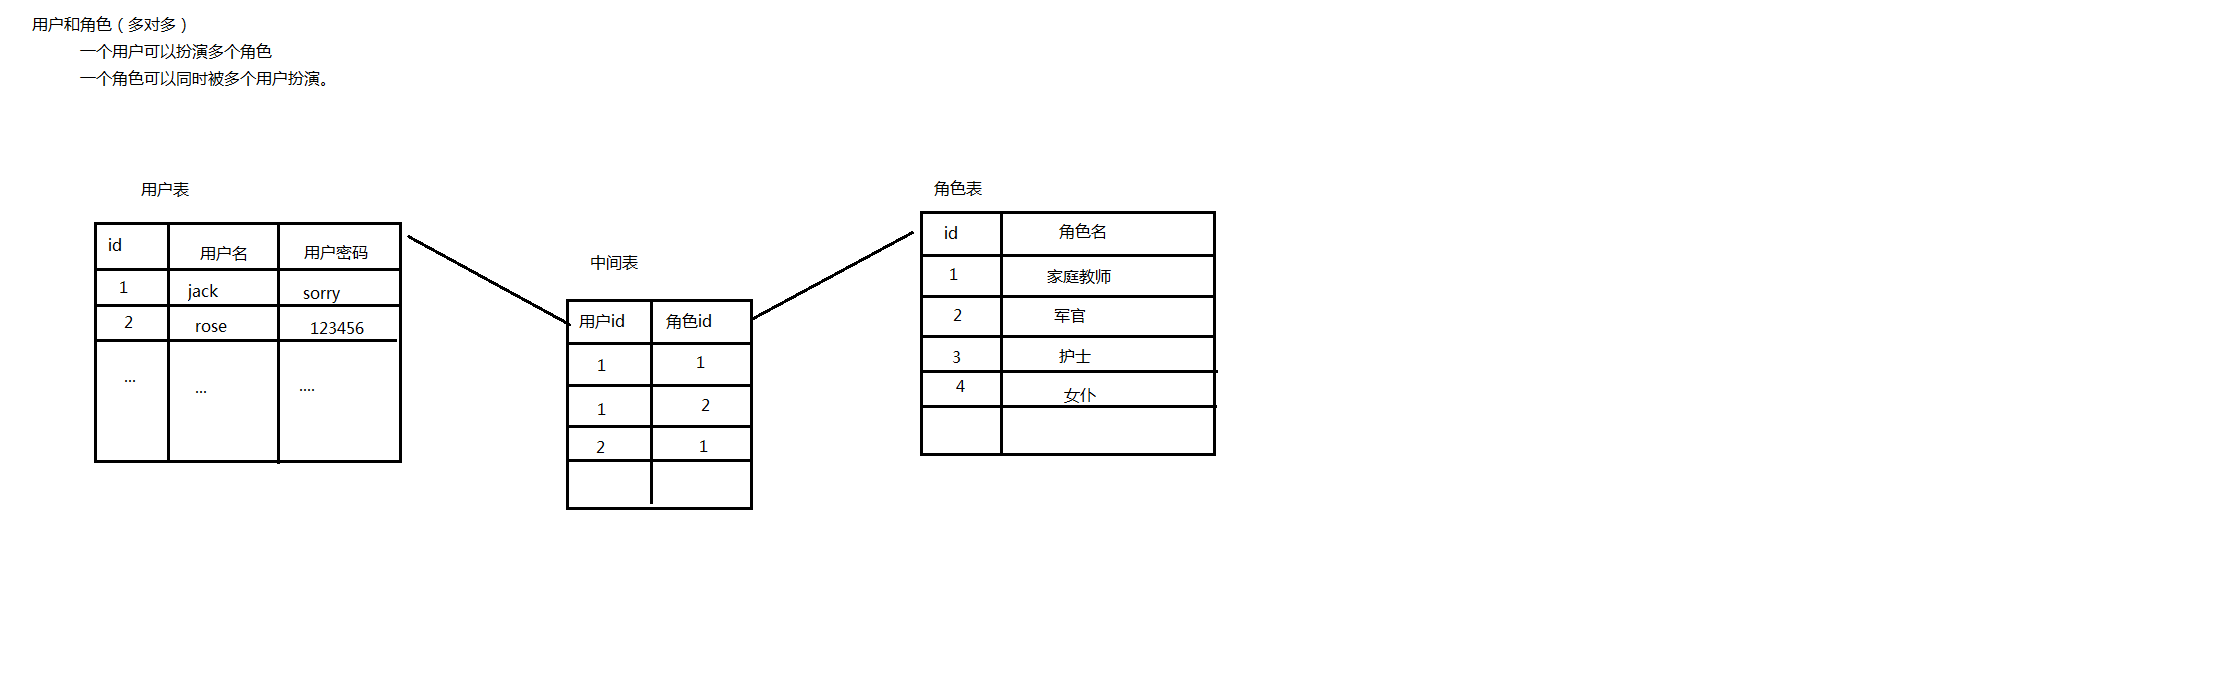 用户和角色（多对多）
一个用户可以扮演多个角色
一个角色可以同时被多个用户扮演。
用户表
id 用户名 用户密码
1 jack sorry
2 rose 123456
... ... ....
中间表
用户id 角色id
1 1
1 2
2 1
角色表
id 角色名
1 家庭教师
2 军官
3 护士
4 女仆